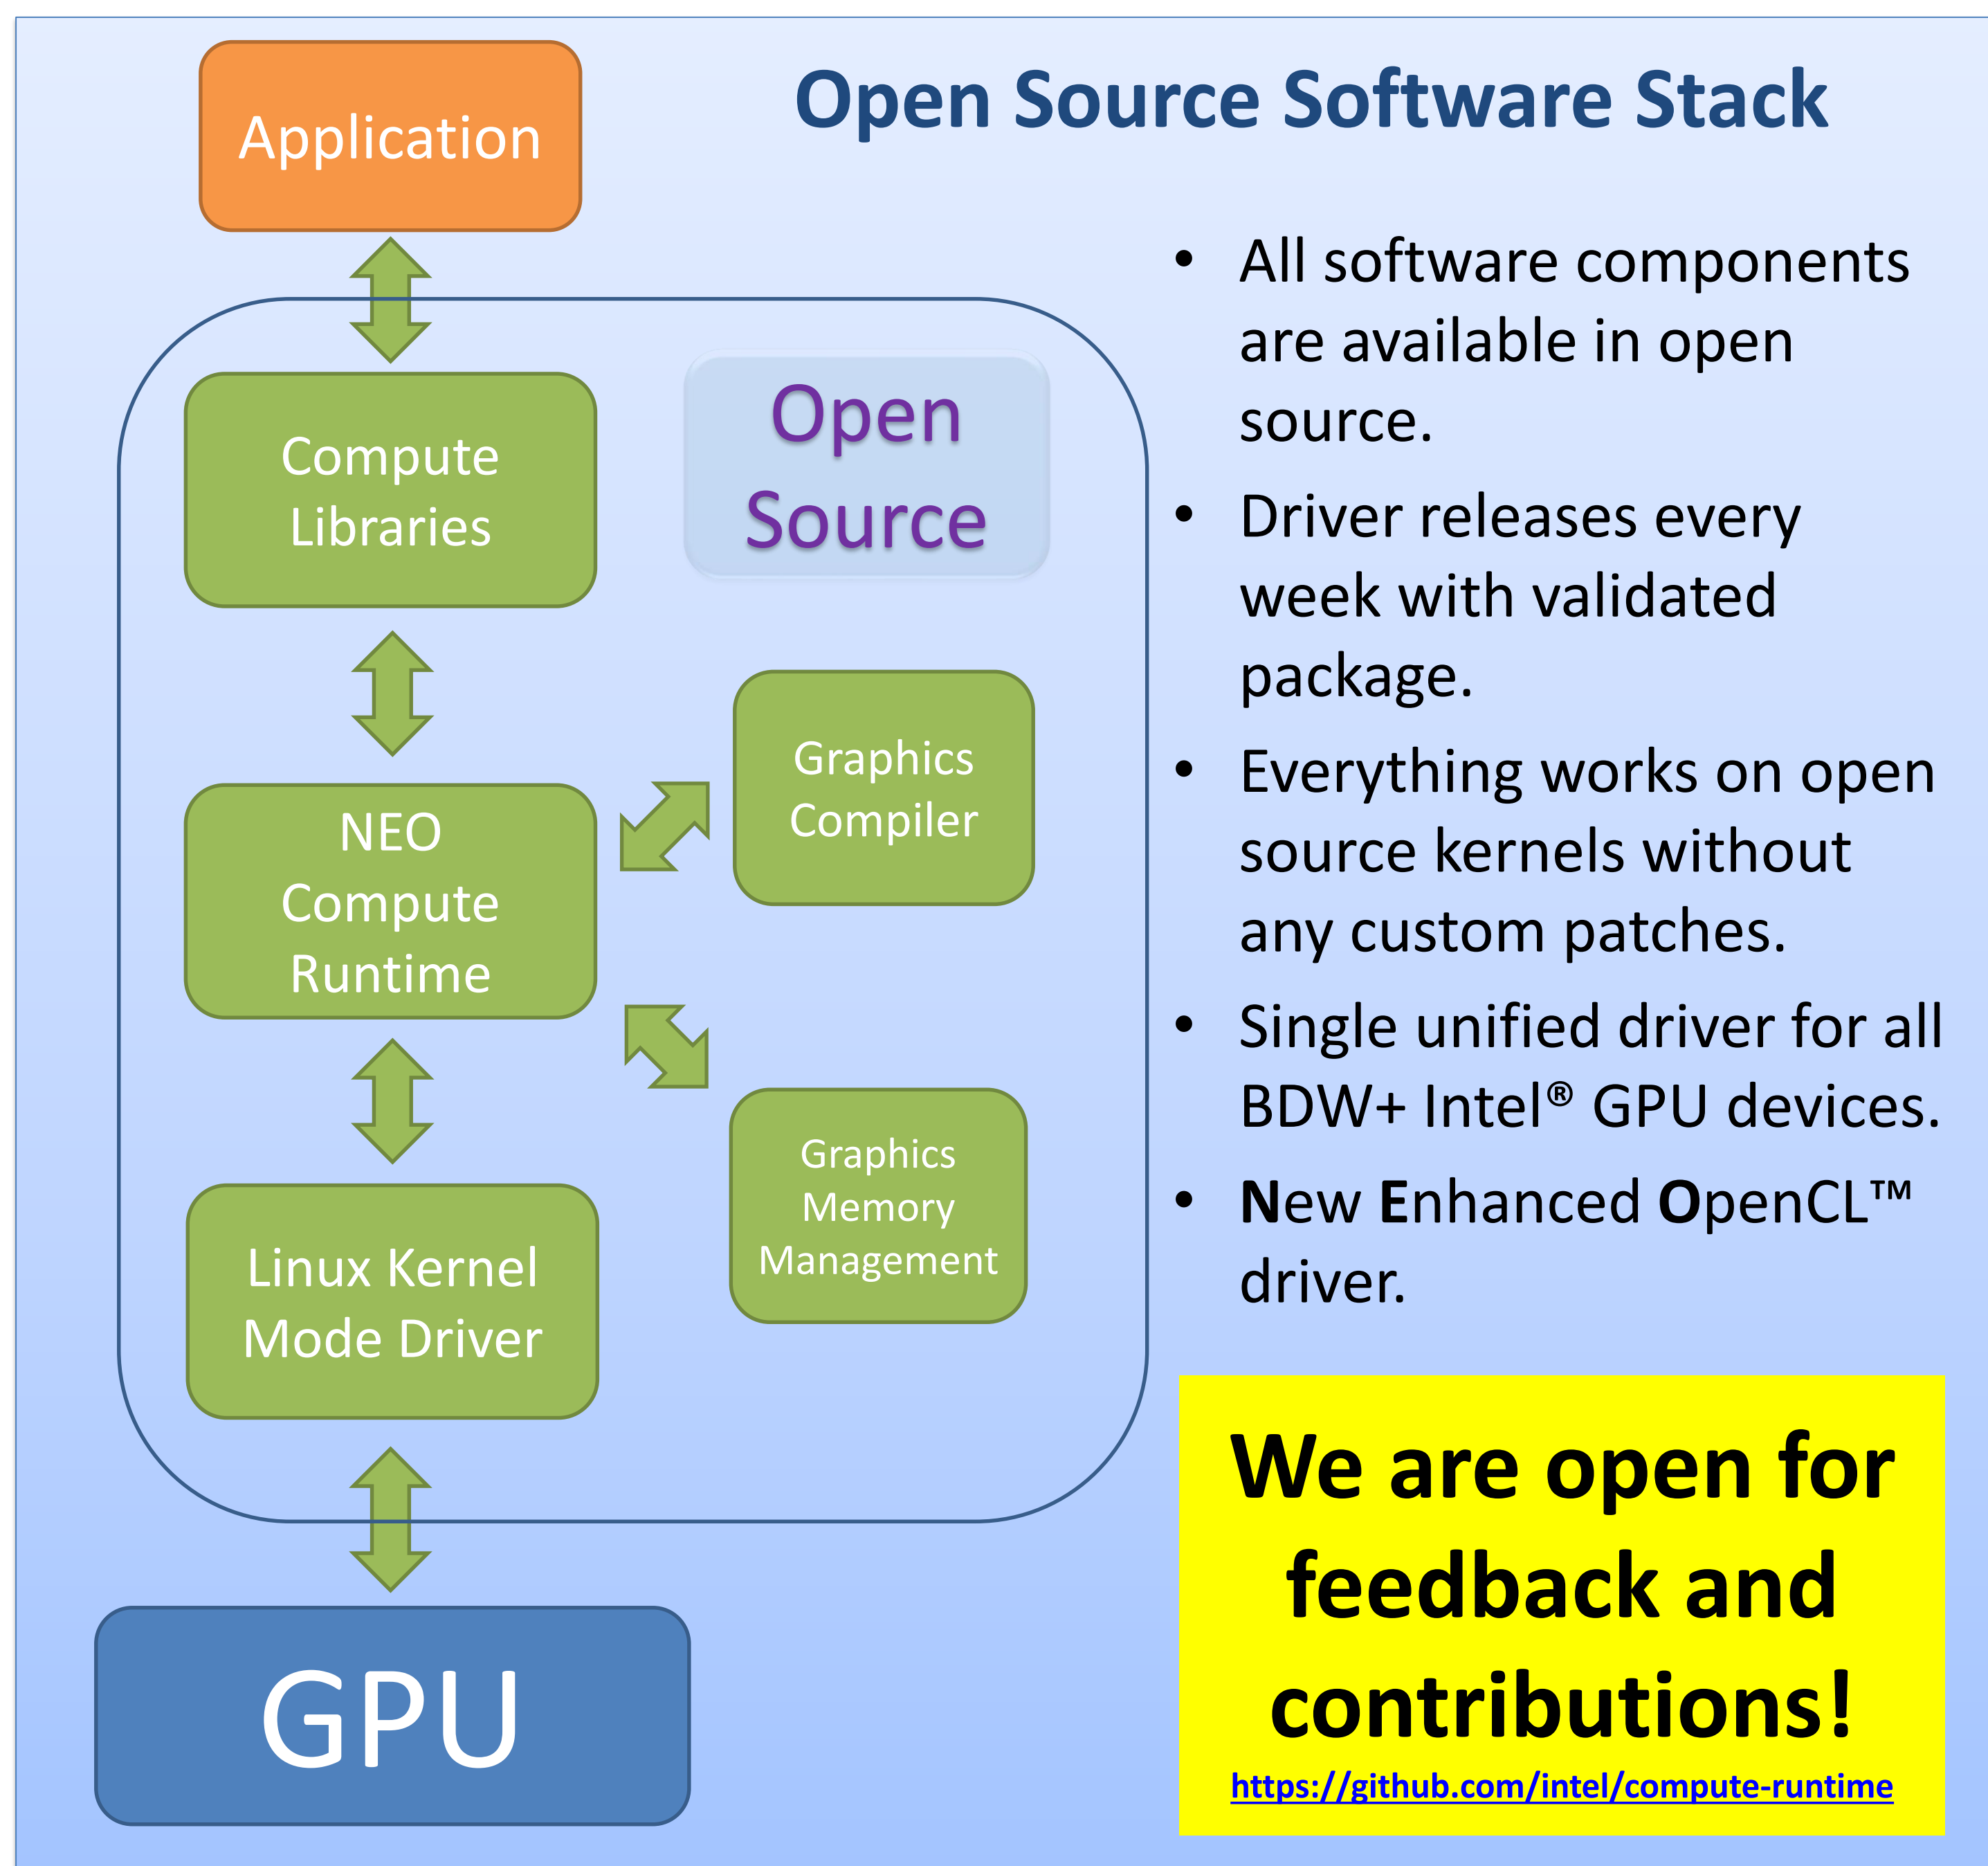 Open Source Software Stack
Application
Compute
Libraries
Open
Source
NEO
Compute
Runtime
Graphics
Compiler
Graphics
Memory
Management
Linux Kernel
Mode Driver
GPU
• All software components
are available in open
source.
• Driver releases every
week with validated
package.
• Everything works on open
source kernels without
any custom patches.
• Single unified driver for all
BDW+ Intel® GPU devices.
• New Enhanced OpenCL™
driver.
We are open for
feedback and
contributions!
https://github.com/intel/compute-runtime